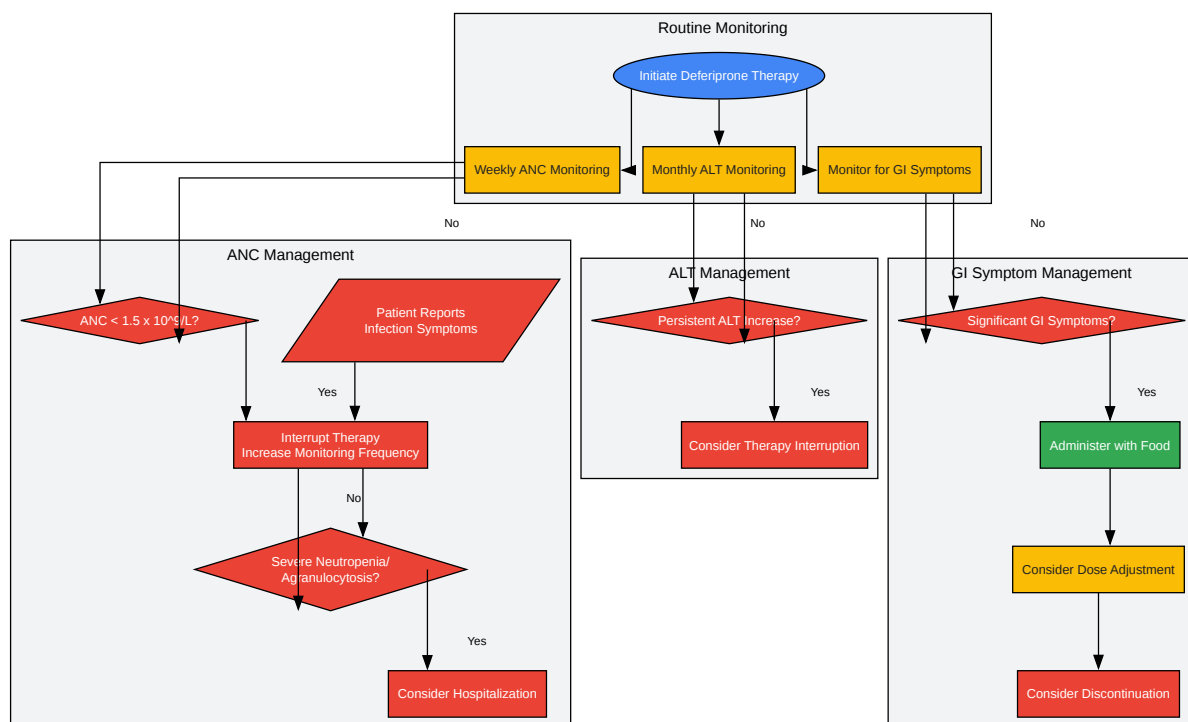 Routine Monitoring
Initiate Deferiprone Therapy
Weekly ANC Monitoring
Monthly ALT Monitoring
Monitor for GI Symptoms
No
No
No
ANC Management
ALT Management
GI Symptom Management
ANC < 1.5 x 10^9/L?
Patient Reports
Infection Symptoms
Persistent ALT Increase?
Significant GI Symptoms?
Yes
Yes
Yes
Interrupt Therapy
Increase Monitoring Frequency
Consider Therapy Interruption
Administer with Food
No
Severe Neutropenia/
Agranulocytosis?
Consider Dose Adjustment
Yes
Consider Hospitalization
Consider Discontinuation